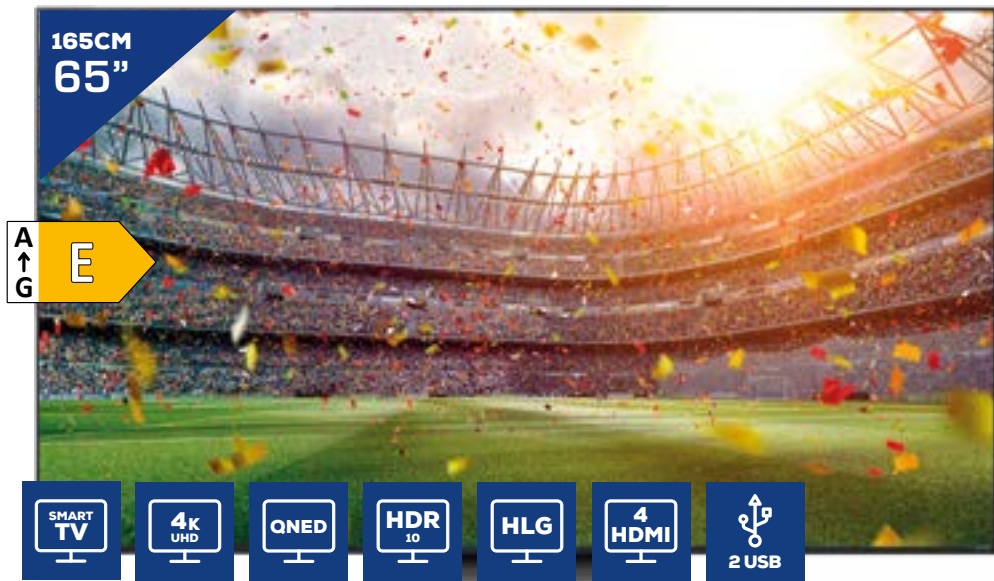 165CM
65”
A
↑
G
E
SMART
TV
4K
UHD
QNED
HDR
10
HLG
4
HDMI
2 USB